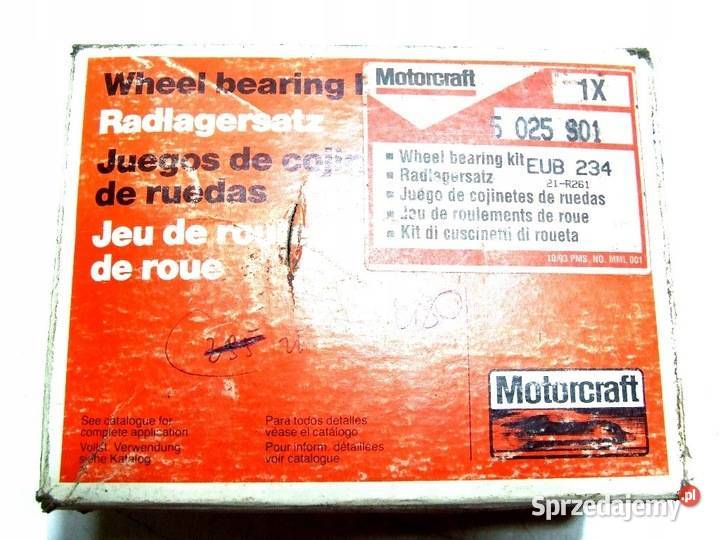 Wheel bearing
Radlagersatz
Juegos de cojin
de ruedas
Jeu de roule
de roue
Motorcraft
1X
5 025 901
Wheel bearing kit EUB 234
Radlagersatz 21-R261
Juego de cojinetes de ruedas
Jeu de roulements de roue
Kit di cuscinetti di roueta
10/93 PMS. NO. MML 001
Motorcraft
See catalogue for
complete application
Vollst. Verwendung
siehe Katalog
Para todos detalles
véase el catálogo
Pour inform. détaillées
voir catalogue
Sprzedajemy.pl